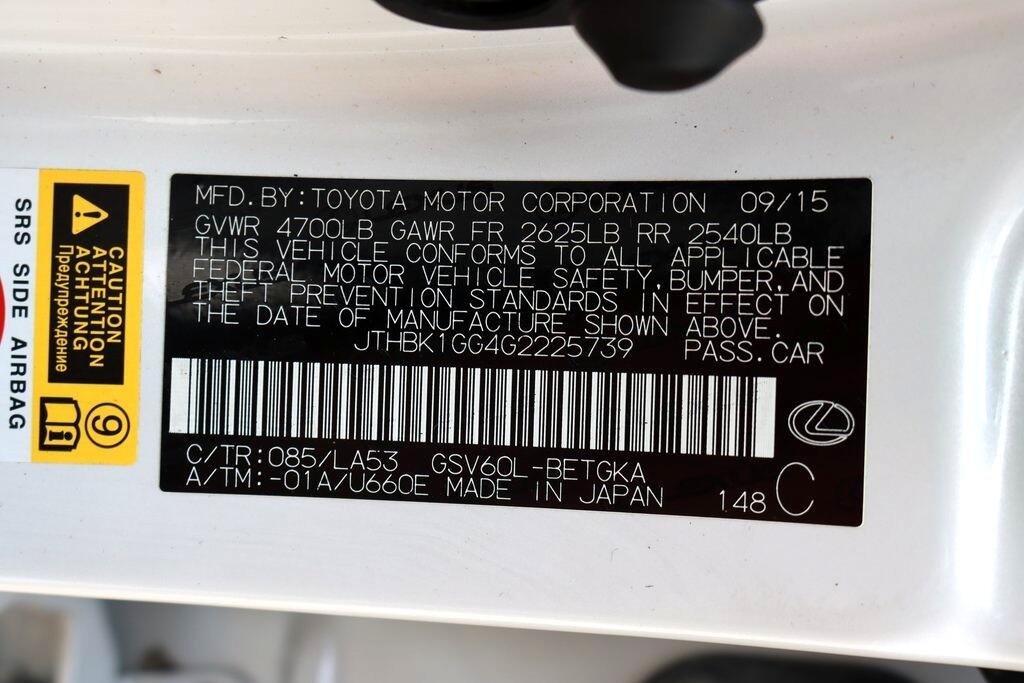 MFD.BY:TOYOTA MOTOR CORPORATION 09/15
GVWR 4700LB GAWR FR 2625LB RR 2540LB
THIS VEHICLE CONFORMS TO ALL APPLICABLE
FEDERAL MOTOR VEHICLE SAFETY,BUMPER,AND
THEFT PREVENTION STANDARDS IN EFFECT ON
THE DATE OF MANUFACTURE SHOWN ABOVE.
JTHBK1GG4G2225739 PASS.CAR
C/TR:085/LA53 GSV60L-BETGKA
A/TM:-01A/U660E MADE IN JAPAN 148 C
CAUTION
ATTENTION
ACHTUNG
Предупреждение
9
i
SRS SIDE AIRBAG